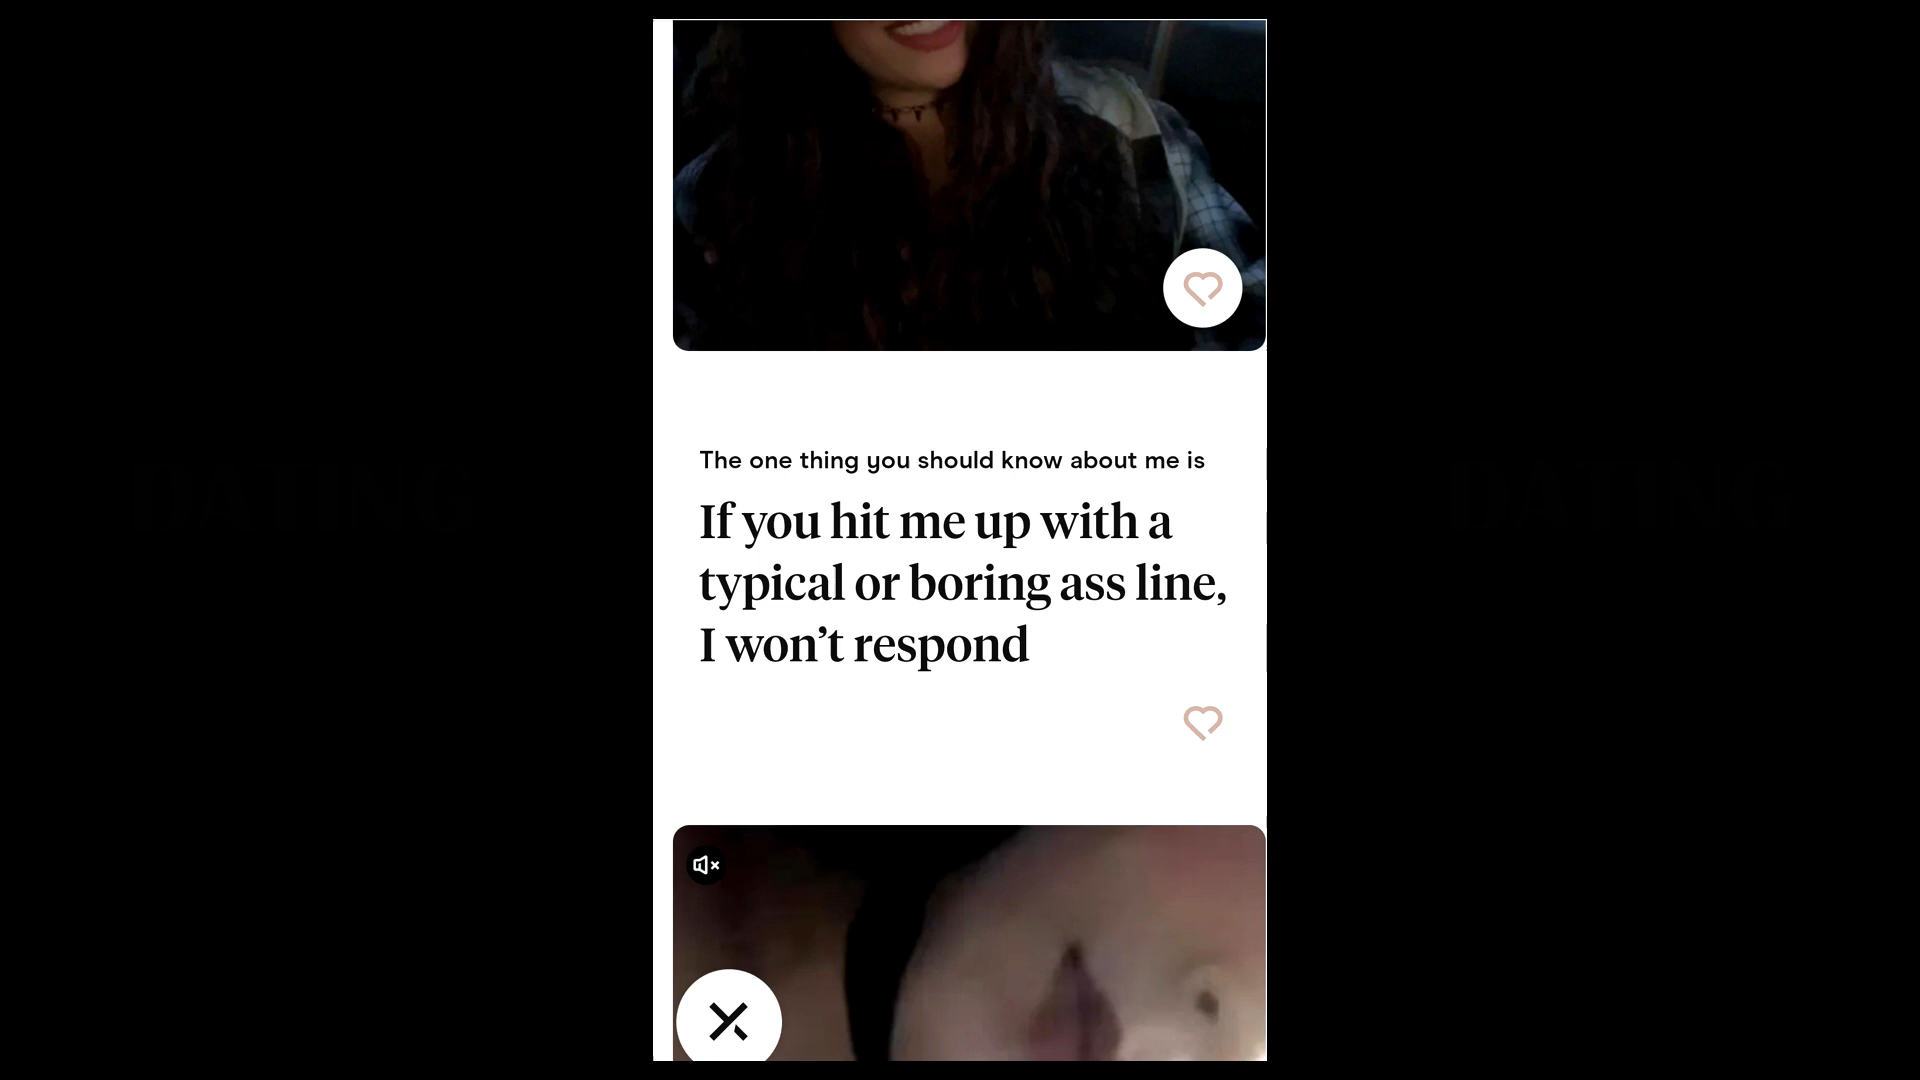 The one thing you should know about me is
If you hit me up with a
typical or boring ass line,
I won’t respond